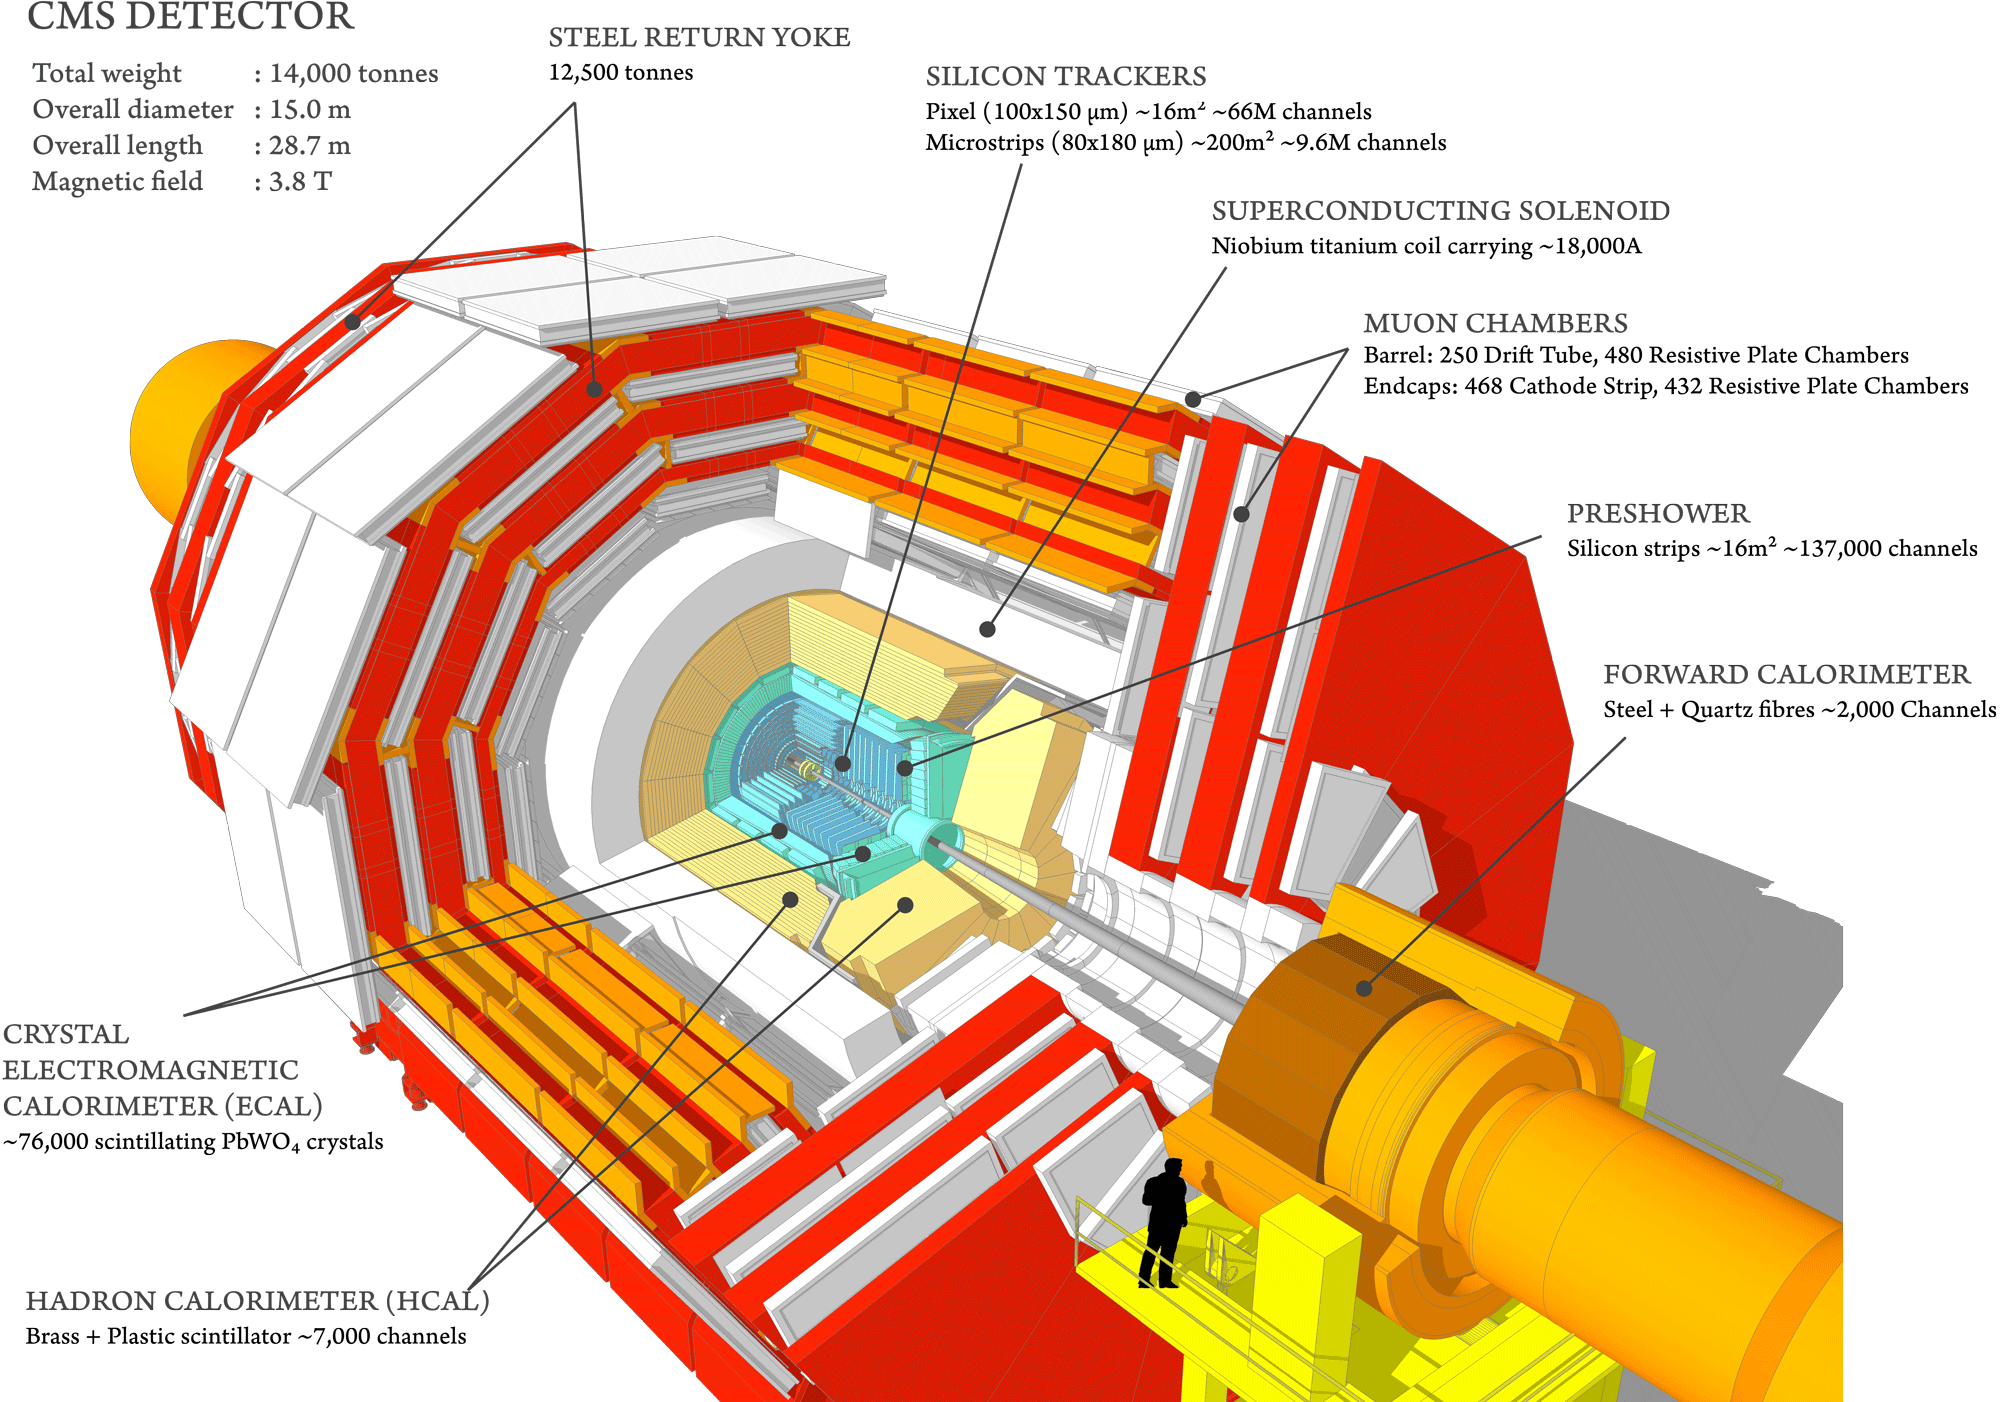 CMS DETECTOR
Total weight : 14,000 tonnes
Overall diameter : 15.0 m
Overall length : 28.7 m
Magnetic field : 3.8 T
STEEL RETURN YOKE
12,500 tonnes
SILICON TRACKERS
Pixel (100x150 μm) ~16m² ~66M channels
Microstrips (80x180 μm) ~200m² ~9.6M channels
SUPERCONDUCTING SOLENOID
Niobium titanium coil carrying ~18,000A
MUON CHAMBERS
Barrel: 250 Drift Tube, 480 Resistive Plate Chambers
Endcaps: 468 Cathode Strip, 432 Resistive Plate Chambers
PRESHOWER
Silicon strips ~16m² ~137,000 channels
FORWARD CALORIMETER
Steel + Quartz fibres ~2,000 Channels
CRYSTAL
ELECTROMAGNETIC
CALORIMETER (ECAL)
~76,000 scintillating PbWO₄ crystals
HADRON CALORIMETER (HCAL)
Brass + Plastic scintillator ~7,000 channels